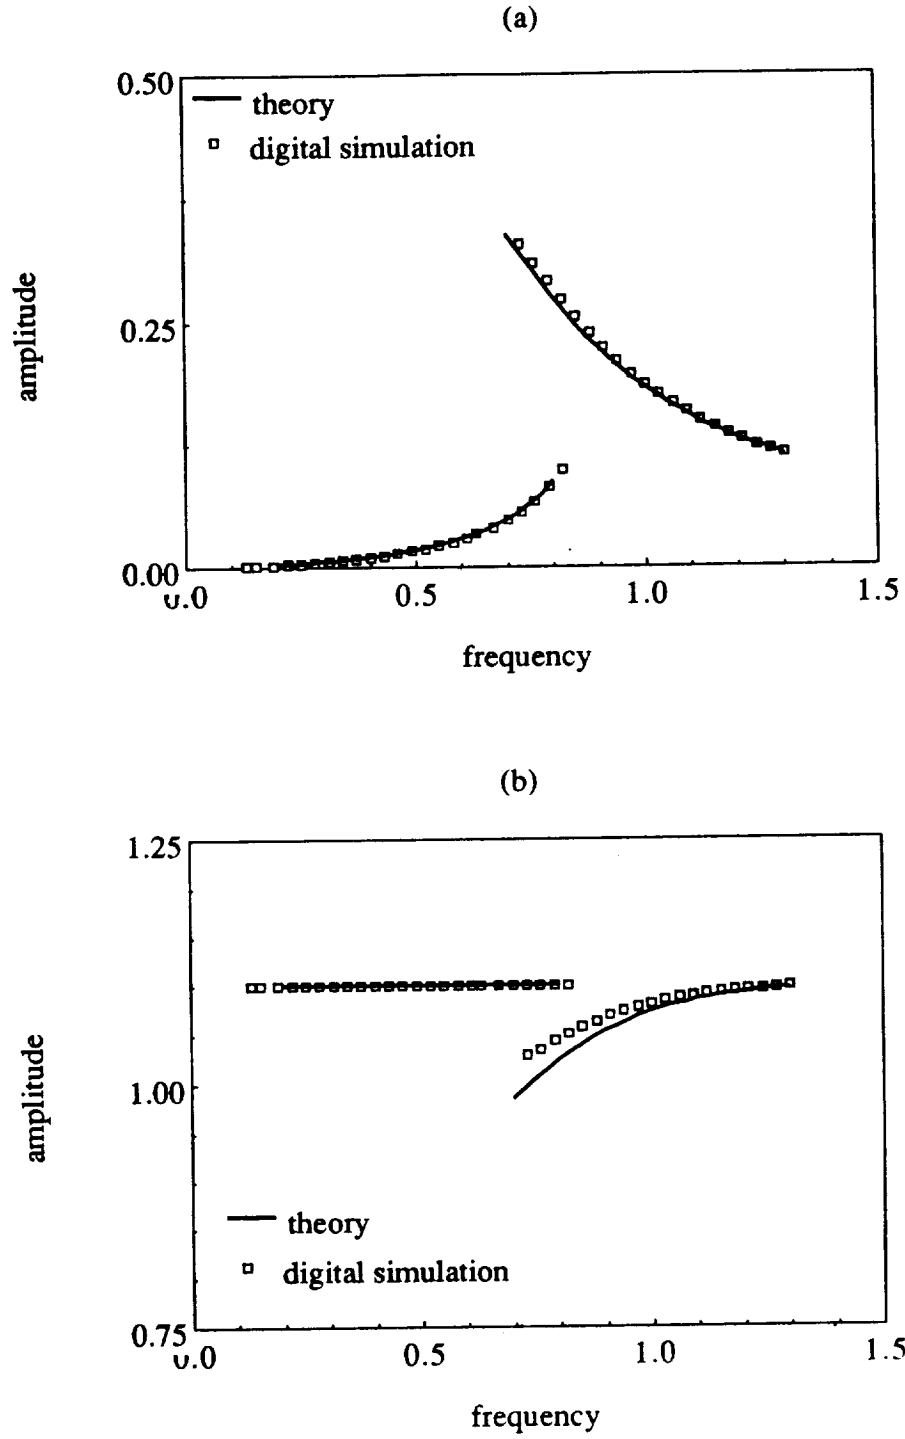 (a)
0.50
theory
digital simulation
amplitude
0.25
0.00
0.0
0.5
1.0
1.5
frequency
(b)
1.25
amplitude
1.00
theory
digital simulation
0.75
0.0
0.5
1.0
1.5
frequency